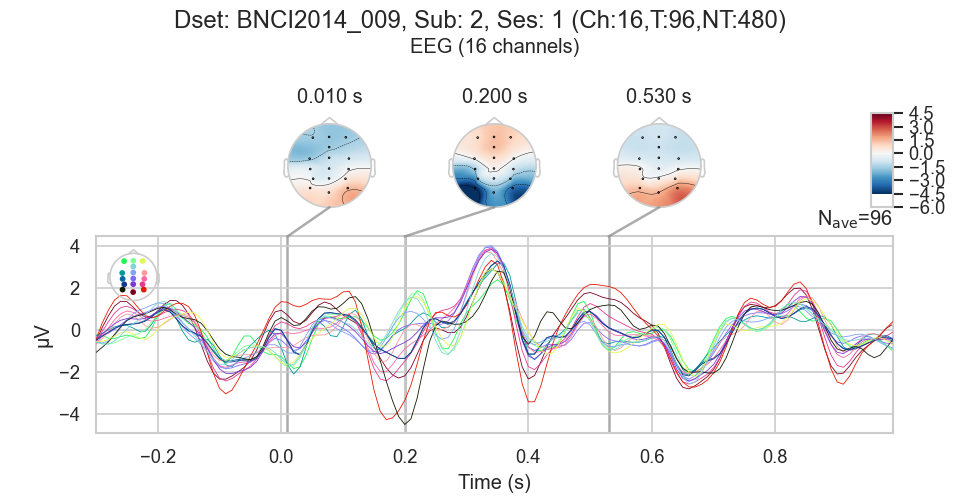 Dset: BNCI2014_009, Sub: 2, Ses: 1 (Ch:16,T:96,NT:480)
EEG (16 channels)
0.010 s 0.200 s 0.530 s
4.5
3.0
1.5
0.0
−1.5
−3.0
−4.5
−6.0
Nave=96
4
2
0
−2
−4
µV
−0.2 0.0 0.2 0.4 0.6 0.8
Time (s)